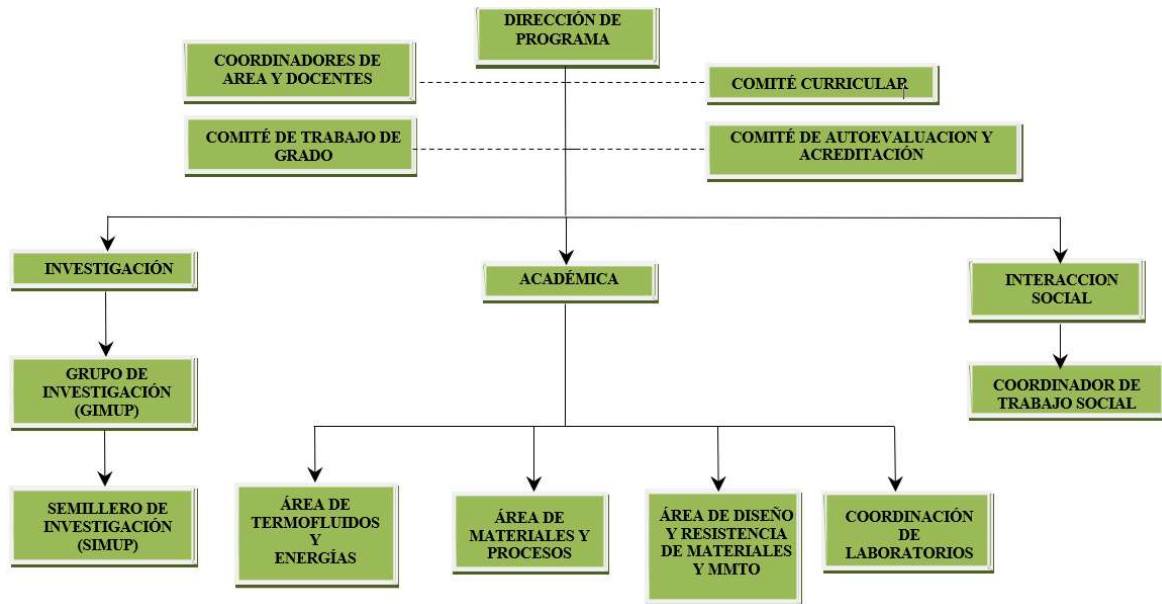 DIRECCIÓN DE
PROGRAMA
COORDINADORES DE
AREA Y DOCENTES
COMITÉ CURRICULAR
COMITÉ DE TRABAJO DE
GRADO
COMITÉ DE AUTOEVALUACION Y
ACREDITACIÓN
INVESTIGACIÓN
ACADÉMICA
INTERACCION
SOCIAL
GRUPO DE
INVESTIGACIÓN
(GIMUP)
COORDINADOR DE
TRABAJO SOCIAL
SEMILLERO DE
INVESTIGACIÓN
(SIMUP)
ÁREA DE
TERMOFLUIDOS
Y
ENERGÍAS
ÁREA DE
MATERIALES Y
PROCESOS
ÁREA DE DISEÑO
Y RESISTENCIA
DE MATERIALES
Y MMTO
COORDINACIÓN
DE
LABORATORIOS